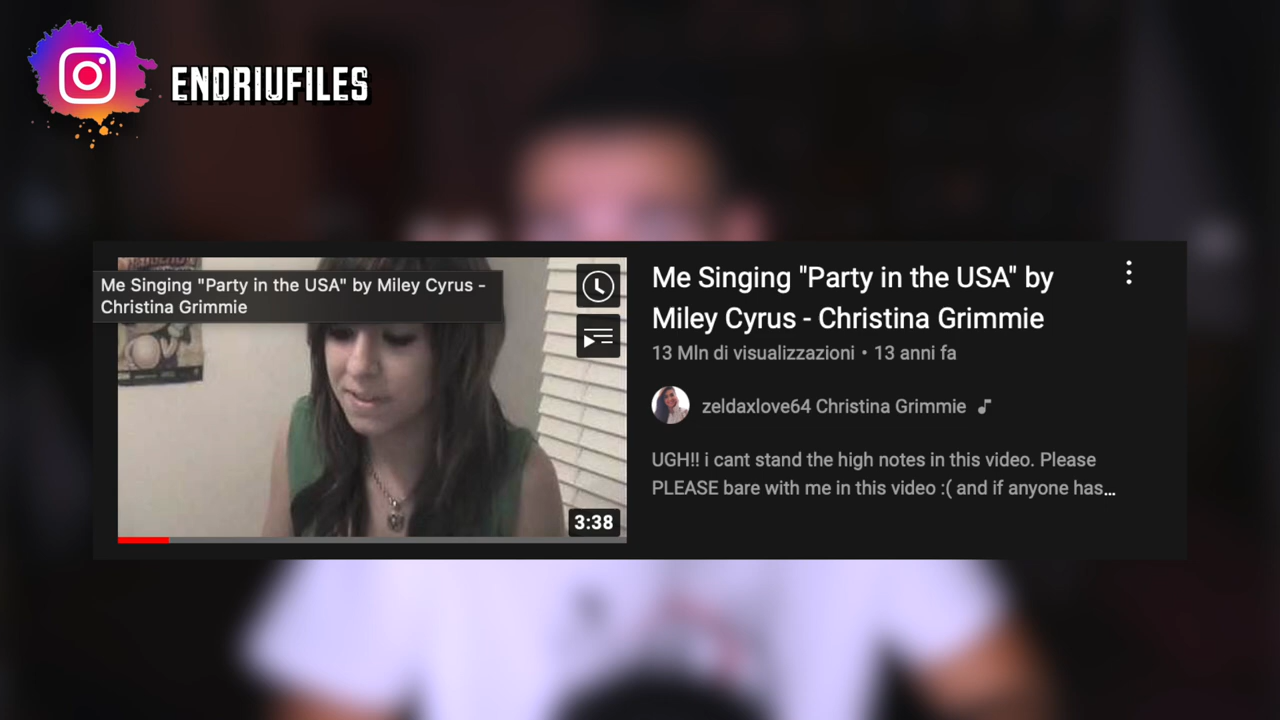 ENDRIUFILES
Me Singing "Party in the USA" by Miley Cyrus -
Christina Grimmie
3:38
Me Singing "Party in the USA" by
Miley Cyrus - Christina Grimmie
13 Mln di visualizzazioni • 13 anni fa
zeldaxlove64 Christina Grimmie
UGH!! i cant stand the high notes in this video. Please
PLEASE bare with me in this video :( and if anyone has...